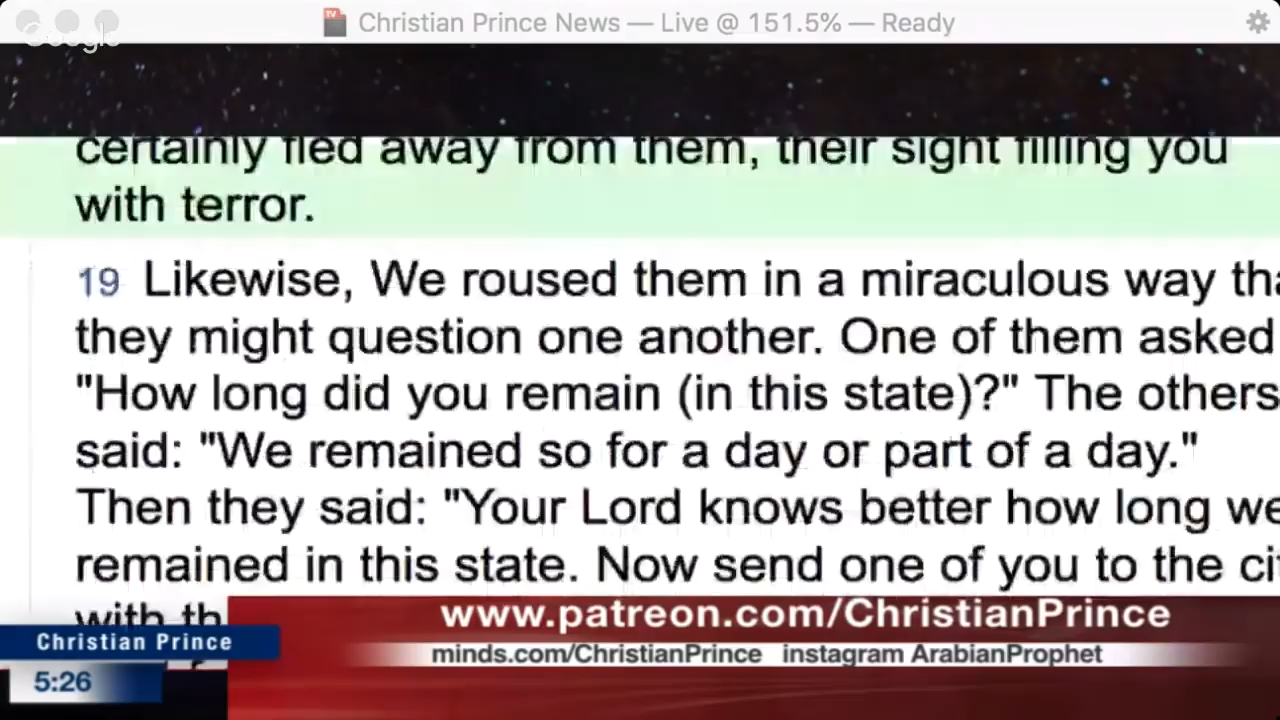 Christian Prince News — Live @ 151.5% — Ready
Google
certainly fled away from them, their sight filling you
with terror.
19 Likewise, We roused them in a miraculous way tha
they might question one another. One of them asked
"How long did you remain (in this state)?" The others
said: "We remained so for a day or part of a day."
Then they said: "Your Lord knows better how long we
remained in this state. Now send one of you to the ci
with th
www.patreon.com/ChristianPrince
Christian Prince
minds.com/ChristianPrince instagram ArabianProphet
5:26